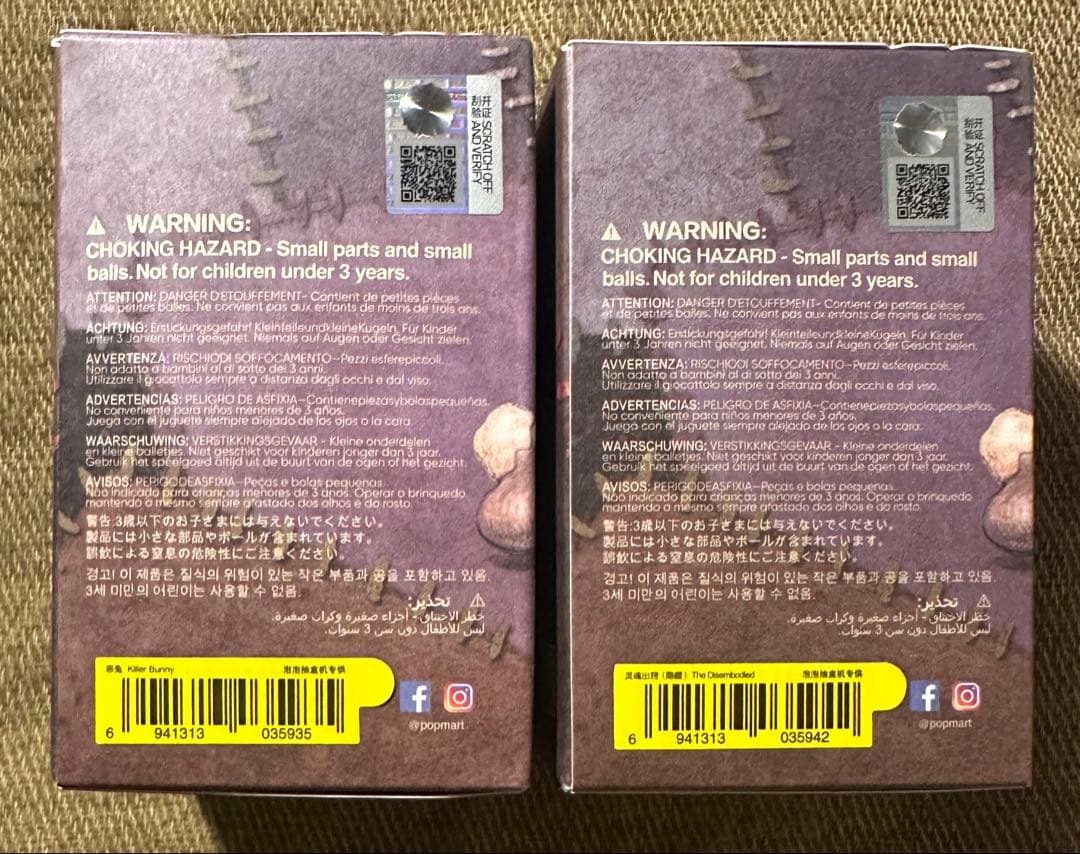 开啦 SCRATCH OFF
刮验 AND VERIFY
WARNING:
CHOKING HAZARD - Small parts and small
balls. Not for children under 3 years.
ATTENTION: DANGER D'ETOUFFEMENT- Contient de petites pièces
et de petites balles. Ne convient pas aux enfants de moins de trois ans.
ACHTUNG: Erstickungsgefahr! KleinteileundkleineKugeln. Für Kinder
unter 3 Jahren nicht geeignet. Niemals auf Augen oder Gesicht zielen.
AVVERTENZA: RISCHIODI SOFFOCAMENTO-Pezzi esferepiccoli.
Non adatto a bambini al di sotto dei 3 anni.
Utilizzare il giocattolo sempre a distanza dagli occhi e dal viso.
ADVERTENCIAS: PELIGRO DE ASFIXIA-Contienepiezasybolaspequeñas.
No conveniente para niños menores de 3 años.
Juega con el juguete siempre alejado de los ojos o la cara.
WAARSCHUWING: VERSTIKKINGSGEVAAR - Kleine onderdelen
en kleine balletjes. Niet geschikt voor kinderen jonger dan 3 jaar.
Gebruik het speelgoed altijd uit de buurt van de ogen of het gezicht.
AVISOS: PERIGODEASFIXIA-Peças e bolas pequenas.
Não indicado para crianças menores de 3 anos. Operar o brinquedo
mantendo o mesmo sempre afastado dos olhos e do rosto.
警告:3歳以下のお子さまには与えないでください。
製品には小さな部品やボールが含まれています。
誤飲による窒息の危険性にご注意ください。
경고! 이 제품은 질식의 위험이 있는 작은 부품과 공을 포함하고 있음.
3세 미만의 어린이는 사용할 수 없음.
تحذير:
خطر الاختناق - أجزاء صغيرة وكرات صغيرة.
ليس للأطفال دون سن 3 سنوات.
恶兔 Killer Bunny 泡泡抽盒机专供
6 941313 035935
@popmart
SCRATCH OFF
刮验 AND VERIFY
WARNING:
CHOKING HAZARD - Small parts and small
balls. Not for children under 3 years.
ATTENTION: DANGER D'ETOUFFEMENT- Contient de petites pièces
et de petites balles. Ne convient pas aux enfants de moins de trois ans.
ACHTUNG: Erstickungsgefahr! KleinteileundkleineKugeln. Für Kinder
unter 3 Jahren nicht geeignet. Niemals auf Augen oder Gesicht zielen.
AVVERTENZA: RISCHIODI SOFFOCAMENTO-Pezzi esferepiccoli.
Non adatto a bambini al di sotto dei 3 anni.
Utilizzare il giocattolo sempre a distanza dagli occhi e dal viso.
ADVERTENCIAS: PELIGRO DE ASFIXIA-Contienepiezasybolaspequeñas.
No conveniente para niños menores de 3 años.
Juega con el juguete siempre alejado de los ojos o la cara.
WAARSCHUWING: VERSTIKKINGSGEVAAR - Kleine onderdelen
en kleine balletjes. Niet geschikt voor kinderen jonger dan 3 jaar.
Gebruik het speelgoed altijd uit de buurt van de ogen of het gezicht.
AVISOS: PERIGODEASFIXIA-Peças e bolas pequenas.
Não indicado para crianças menores de 3 anos. Operar o brinquedo
mantendo o mesmo sempre afastado dos olhos e do rosto.
警告:3歳以下のお子さまには与えないでください。
製品には小さな部品やボールが含まれています。
誤飲による窒息の危険性にご注意ください。
경고! 이 제품은 질식의 위험이 있는 작은 부품과 공을 포함하고 있음.
3세 미만의 어린이는 사용할 수 없음.
تحذير:
خطر الاختناق - أجزاء صغيرة وكرات صغيرة.
ليس للأطفال دون سن 3 سنوات.
灵魂出窍（隐藏）The Disembodied 泡泡抽盒机专供
6 941313 035942
@popmart